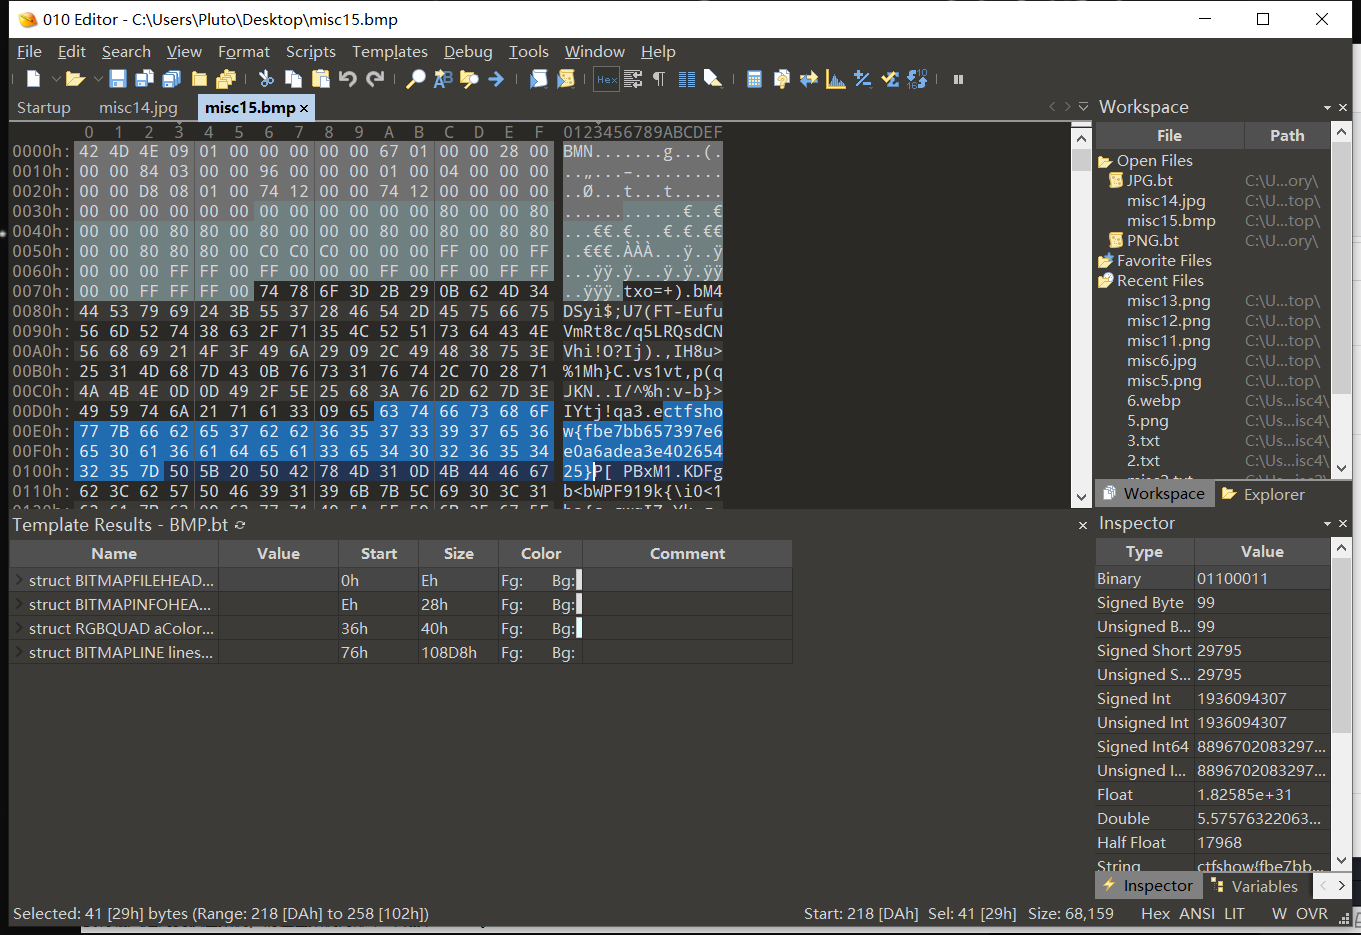 010 Editor - C:\Users\Pluto\Desktop\misc15.bmp
File Edit Search View Format Scripts Templates Debug Tools Window Help
Startup misc14.jpg misc15.bmp ×
0 1 2 3 4 5 6 7 8 9 A B C D E F 0123456789ABCDEF
0000h: 42 4D 4E 09 01 00 00 00 00 00 67 01 00 00 28 00 BMN.......g...(.
0010h: 00 00 84 03 00 00 96 00 00 00 01 00 04 00 00 00 ..„...–.........
0020h: 00 00 D8 08 01 00 74 12 00 00 74 12 00 00 00 00 ..Ø...t...t.....
0030h: 00 00 00 00 00 00 00 00 00 00 00 00 80 00 00 80 ............€..€
0040h: 00 00 00 80 80 00 80 00 00 00 80 00 80 00 80 80 ...€€.€...€.€.€€
0050h: 00 00 80 80 80 00 C0 C0 C0 00 00 00 FF 00 00 FF ..€€€.ÀÀÀ...ÿ..ÿ
0060h: 00 00 00 FF FF 00 FF 00 00 00 FF 00 FF 00 FF FF ...ÿÿ.ÿ...ÿ.ÿ.ÿÿ
0070h: 00 00 FF FF FF 00 74 78 6F 3D 2B 29 0B 62 4D 34 ..ÿÿÿ.txo=+).bM4
0080h: 44 53 79 69 24 3B 55 37 28 46 54 2D 45 75 66 75 DSyi$;U7(FT-Eufu
0090h: 56 6D 52 74 38 63 2F 71 35 4C 52 51 73 64 43 4E VmRt8c/q5LRQsdCN
00A0h: 56 68 69 21 4F 3F 49 6A 29 09 2C 49 48 38 75 3E Vhi!O?Ij).,IH8u>
00B0h: 25 31 4D 68 7D 43 0B 76 73 31 76 74 2C 70 28 71 %1Mh}C.vs1vt,p(q
00C0h: 4A 4B 4E 0D 0D 49 2F 5E 25 68 3A 76 2D 62 7D 3E JKN..I/^%h:v-b}>
00D0h: 49 59 74 6A 21 71 61 33 09 65 63 74 66 73 68 6F IYtj!qa3.ectfsho
00E0h: 77 7B 66 62 65 37 62 62 36 35 37 33 39 37 65 36 w{fbe7bb657397e6
00F0h: 65 30 61 36 61 64 65 61 33 65 34 30 32 36 35 34 e0a6adea3e402654
0100h: 32 35 7D 50 5B 20 50 42 78 4D 31 0D 4B 44 46 67 25}P[ PBxM1.KDFg
0110h: 62 3C 62 57 50 46 39 31 39 6B 7B 5C 69 30 3C 31 b<bWPF919k{\i0<1
Template Results - BMP.bt
Name Value Start Size Color Comment
struct BITMAPFILEHEAD... 0h Eh Fg: Bg:
struct BITMAPINFOHEA... Eh 28h Fg: Bg:
struct RGBQUAD aColor... 36h 40h Fg: Bg:
struct BITMAPLINE lines... 76h 108D8h Fg: Bg:
Workspace
File Path
Open Files
JPG.bt C:\U...ory\
misc14.jpg C:\U...top\
misc15.bmp C:\U...top\
PNG.bt C:\U...ory\
Favorite Files
Recent Files
misc13.png C:\U...top\
misc12.png C:\U...top\
misc11.png C:\U...top\
misc6.jpg C:\U...top\
misc5.png C:\U...top\
6.webp C:\Us...isc4\
5.png C:\Us...isc4\
3.txt C:\Us...isc4\
2.txt C:\Us...isc4\
Workspace Explorer
Inspector
Type Value
Binary 01100011
Signed Byte 99
Unsigned B... 99
Signed Short 29795
Unsigned S... 29795
Signed Int 1936094307
Unsigned Int 1936094307
Signed Int64 8896702083297...
Unsigned I... 8896702083297...
Float 1.82585e+31
Double 5.57576322063...
Half Float 17968
String ctfshow{fbe7bb...
Inspector Variables
Selected: 41 [29h] bytes (Range: 218 [DAh] to 258 [102h]) Start: 218 [DAh] Sel: 41 [29h] Size: 68,159 Hex ANSI LIT W OVR